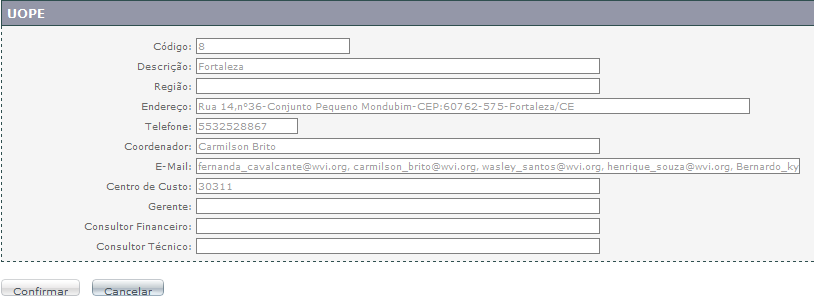 UOPE
Código: 8
Descrição: Fortaleza
Região:
Endereço: Rua 14,nº36-Conjunto Pequeno Mondubim-CEP:60762-575-Fortaleza/CE
Telefone: 5532528867
Coordenador: Carmilson Brito
E-Mail: fernanda_cavalcante@wvi.org, carmilson_brito@wvi.org, wasley_santos@wvi.org, henrique_souza@wvi.org, Bernardo_ky
Centro de Custo: 30311
Gerente:
Consultor Financeiro:
Consultor Técnico:
Confirmar Cancelar